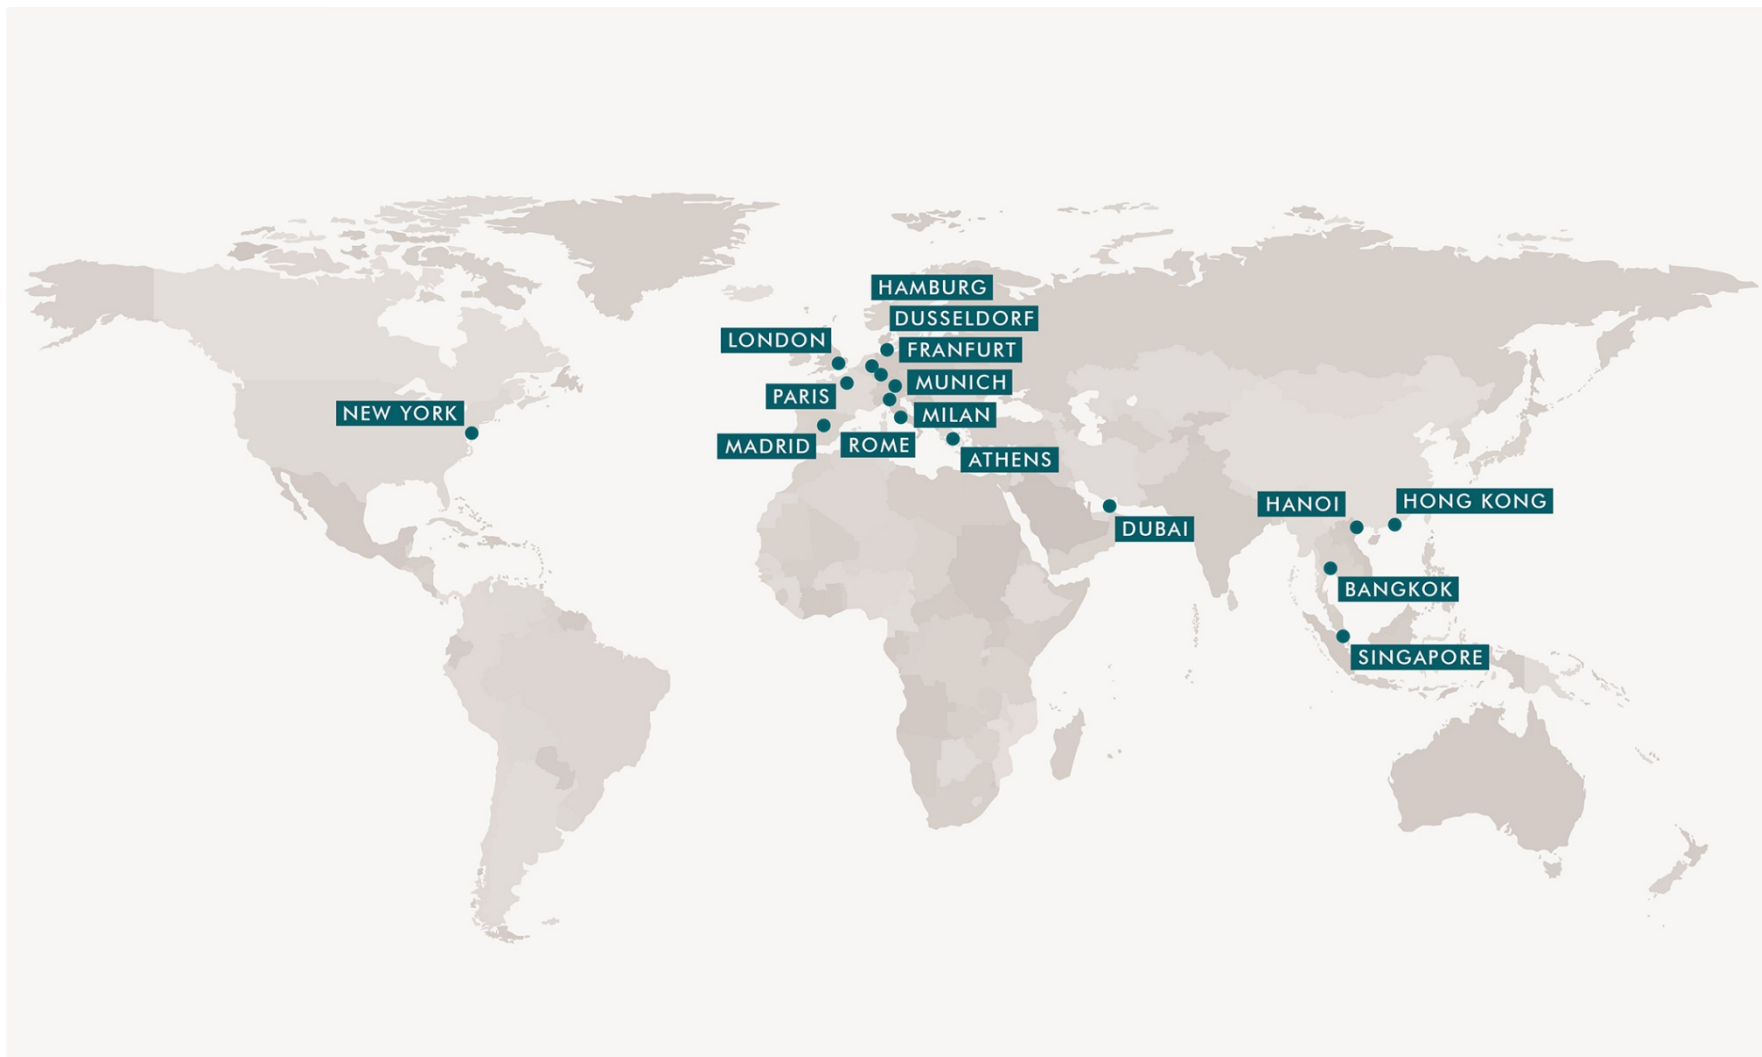 HAMBURG
DUSSELDORF
LONDON
FRANFURT
MUNICH
PARIS
NEW YORK
MILAN
MADRID
ROME
ATHENS
HANOI
HONG KONG
DUBAI
BANGKOK
SINGAPORE